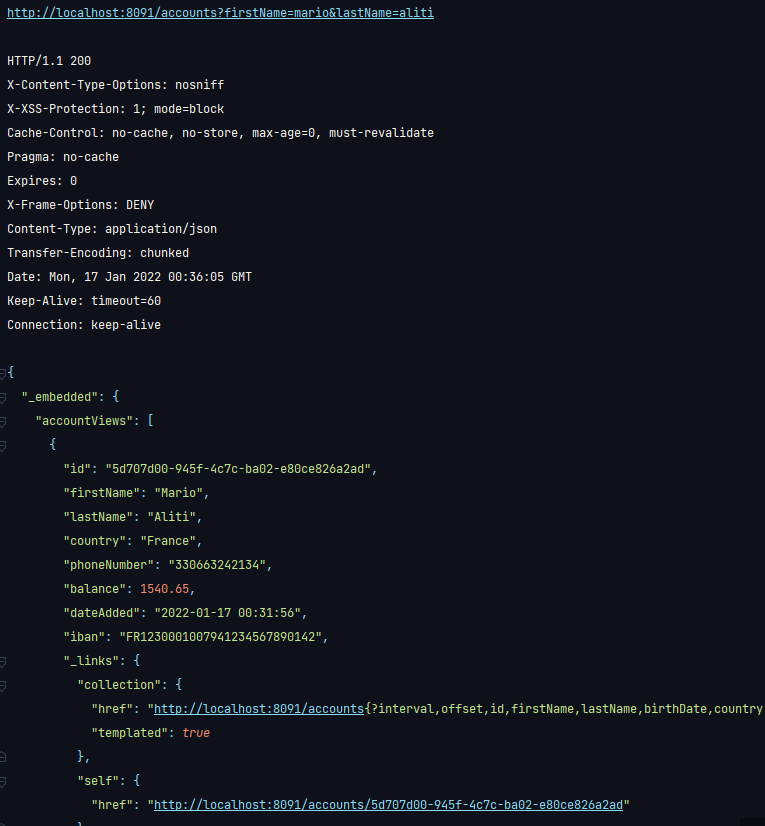 http://localhost:8091/accounts?firstName=mario&lastName=aliti
HTTP/1.1 200
X-Content-Type-Options: nosniff
X-XSS-Protection: 1; mode=block
Cache-Control: no-cache, no-store, max-age=0, must-revalidate
Pragma: no-cache
Expires: 0
X-Frame-Options: DENY
Content-Type: application/json
Transfer-Encoding: chunked
Date: Mon, 17 Jan 2022 00:36:05 GMT
Keep-Alive: timeout=60
Connection: keep-alive
{
"_embedded": {
"accountViews": [
{
"id": "5d707d00-945f-4c7c-ba02-e80ce826a2ad",
"firstName": "Mario",
"lastName": "Aliti",
"country": "France",
"phoneNumber": "330663242134",
"balance": 1540.65,
"dateAdded": "2022-01-17 00:31:56",
"iban": "FR1230001007941234567890142",
"_links": {
"collection": {
"href": "http://localhost:8091/accounts{?interval,offset,id,firstName,lastName,birthDate,country
"templated": true
},
"self": {
"href": "http://localhost:8091/accounts/5d707d00-945f-4c7c-ba02-e80ce826a2ad"
}